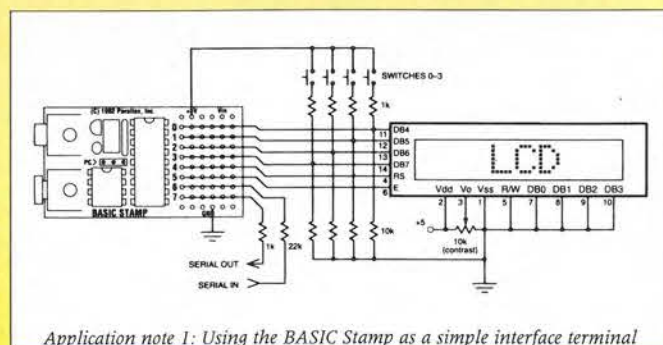 (C) 1992 Parallax, Inc.
+5V
Vin
0
1
2
3
4
5
6
7
PC>
BASIC STAMP
GND
SWITCHES 0–3
1k
11 DB4
12 DB5
13 DB6
14 DB7
4 RS
6 E
LCD
Vdd Vo Vss R/W DB0 DB1 DB2 DB3
2 3 1 5 7 8 9 10
+5
10k
(contrast)
10k
1k
22k
SERIAL OUT
SERIAL IN
Application note 1: Using the BASIC Stamp as a simple interface terminal